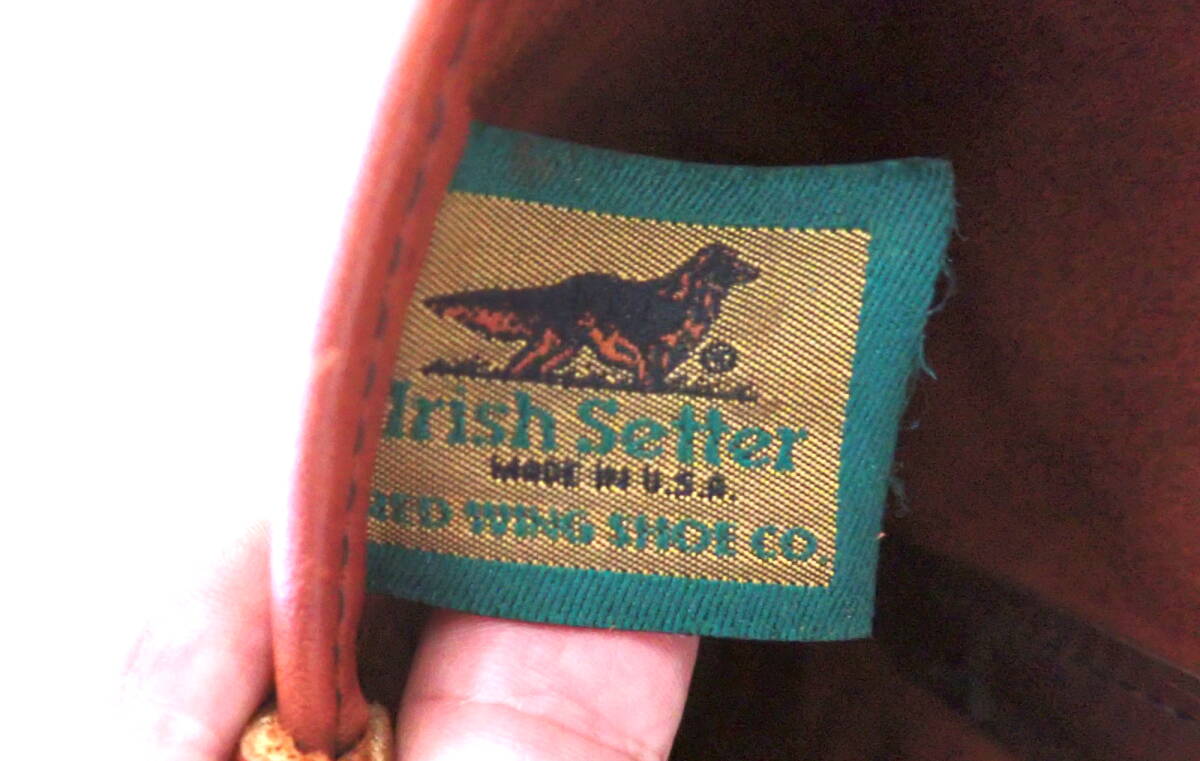 Irish Setter
MADE IN U.S.A.
RED WING SHOE CO.